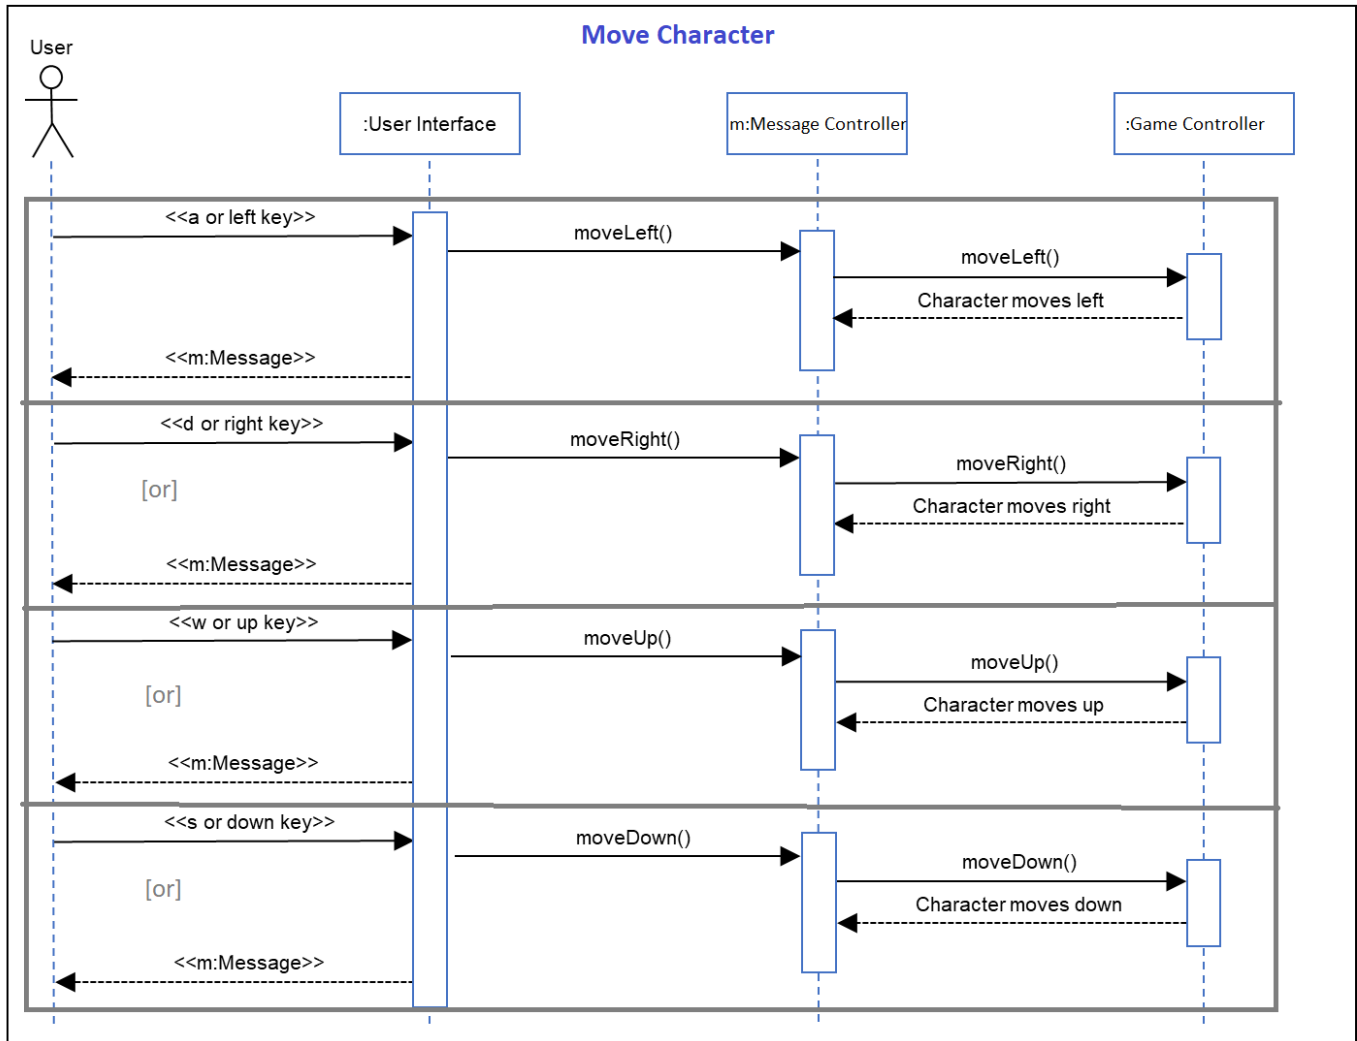 Move Character
User
:User Interface
m:Message Controller
:Game Controller
<<a or left key>>
moveLeft()
moveLeft()
Character moves left
<<m:Message>>
<<d or right key>>
moveRight()
moveRight()
[or]
Character moves right
<<m:Message>>
<<w or up key>>
moveUp()
moveUp()
[or]
Character moves up
<<m:Message>>
<<s or down key>>
moveDown()
moveDown()
[or]
Character moves down
<<m:Message>>